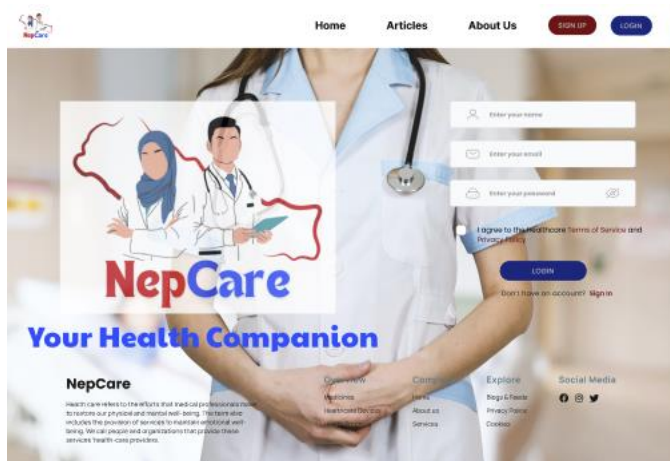 NepCare
Home
Articles
About Us
SIGN UP
LOGIN
Enter your name
Enter your email
Enter your password
I agree to the Healthcare Terms of Service and
Privacy Policy
LOGIN
Don't have an account? Sign In
NepCare
Your Health Companion
NepCare
Health care refers to the efforts that medical professionals make
to restore our physical and mental well-being. The term also
includes the provision of services to maintain emotional well-
being. We call people and organizations that provide these
services "health-care providers.
Overview
Medicines
Healthcare Devices
Company
Home
About us
Services
Explore
Blogs & Feeds
Privacy Police
Cookies
Social Media